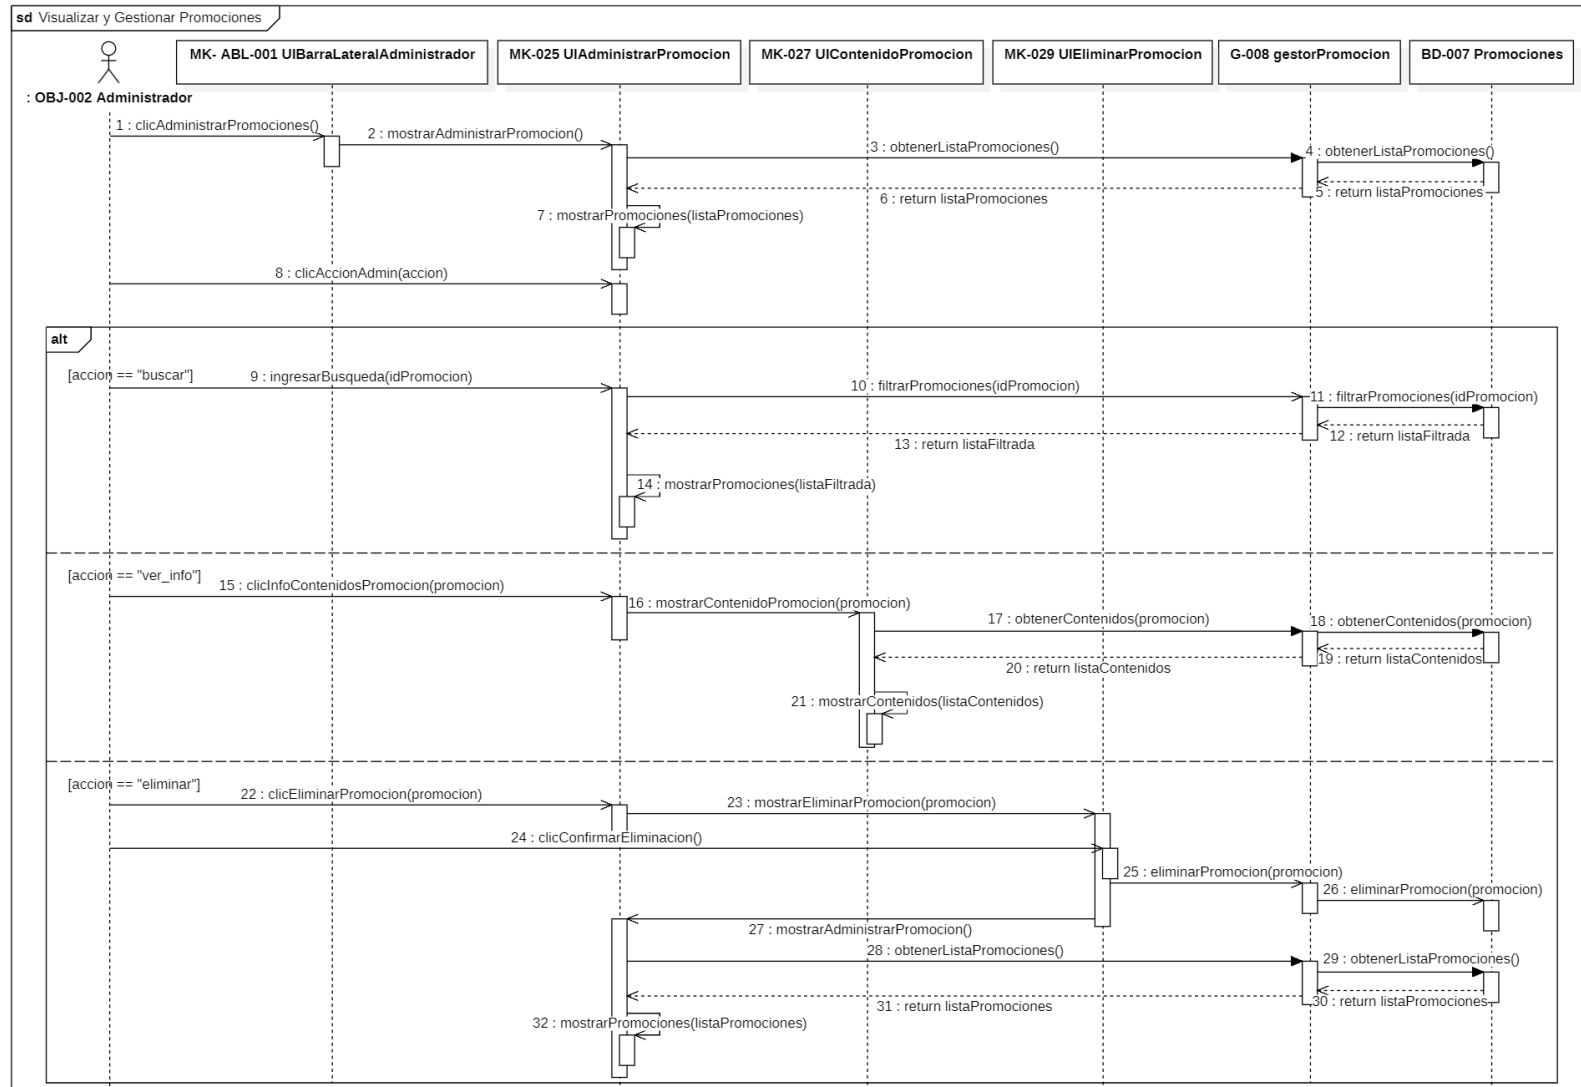 sd Visualizar y Gestionar Promociones
MK- ABL-001 UIBarraLateralAdministrador
MK-025 UIAdministrarPromocion
MK-027 UIContenidoPromocion
MK-029 UIEliminarPromocion
G-008 gestorPromocion
BD-007 Promociones
: OBJ-002 Administrador
1 : clicAdministrarPromociones()
2 : mostrarAdministrarPromocion()
3 : obtenerListaPromociones()
4 : obtenerListaPromociones()
5 : return listaPromociones
6 : return listaPromociones
7 : mostrarPromociones(listaPromociones)
8 : clicAccionAdmin(accion)
alt
[accion == "buscar"]
9 : ingresarBusqueda(idPromocion)
10 : filtrarPromociones(idPromocion)
11 : filtrarPromociones(idPromocion)
12 : return listaFiltrada
13 : return listaFiltrada
14 : mostrarPromociones(listaFiltrada)
[accion == "ver_info"]
15 : clicInfoContenidosPromocion(promocion)
16 : mostrarContenidoPromocion(promocion)
17 : obtenerContenidos(promocion)
18 : obtenerContenidos(promocion)
19 : return listaContenidos
20 : return listaContenidos
21 : mostrarContenidos(listaContenidos)
[accion == "eliminar"]
22 : clicEliminarPromocion(promocion)
23 : mostrarEliminarPromocion(promocion)
24 : clicConfirmarEliminacion()
25 : eliminarPromocion(promocion)
26 : eliminarPromocion(promocion)
27 : mostrarAdministrarPromocion()
28 : obtenerListaPromociones()
29 : obtenerListaPromociones()
30 : return listaPromociones
31 : return listaPromociones
32 : mostrarPromociones(listaPromociones)